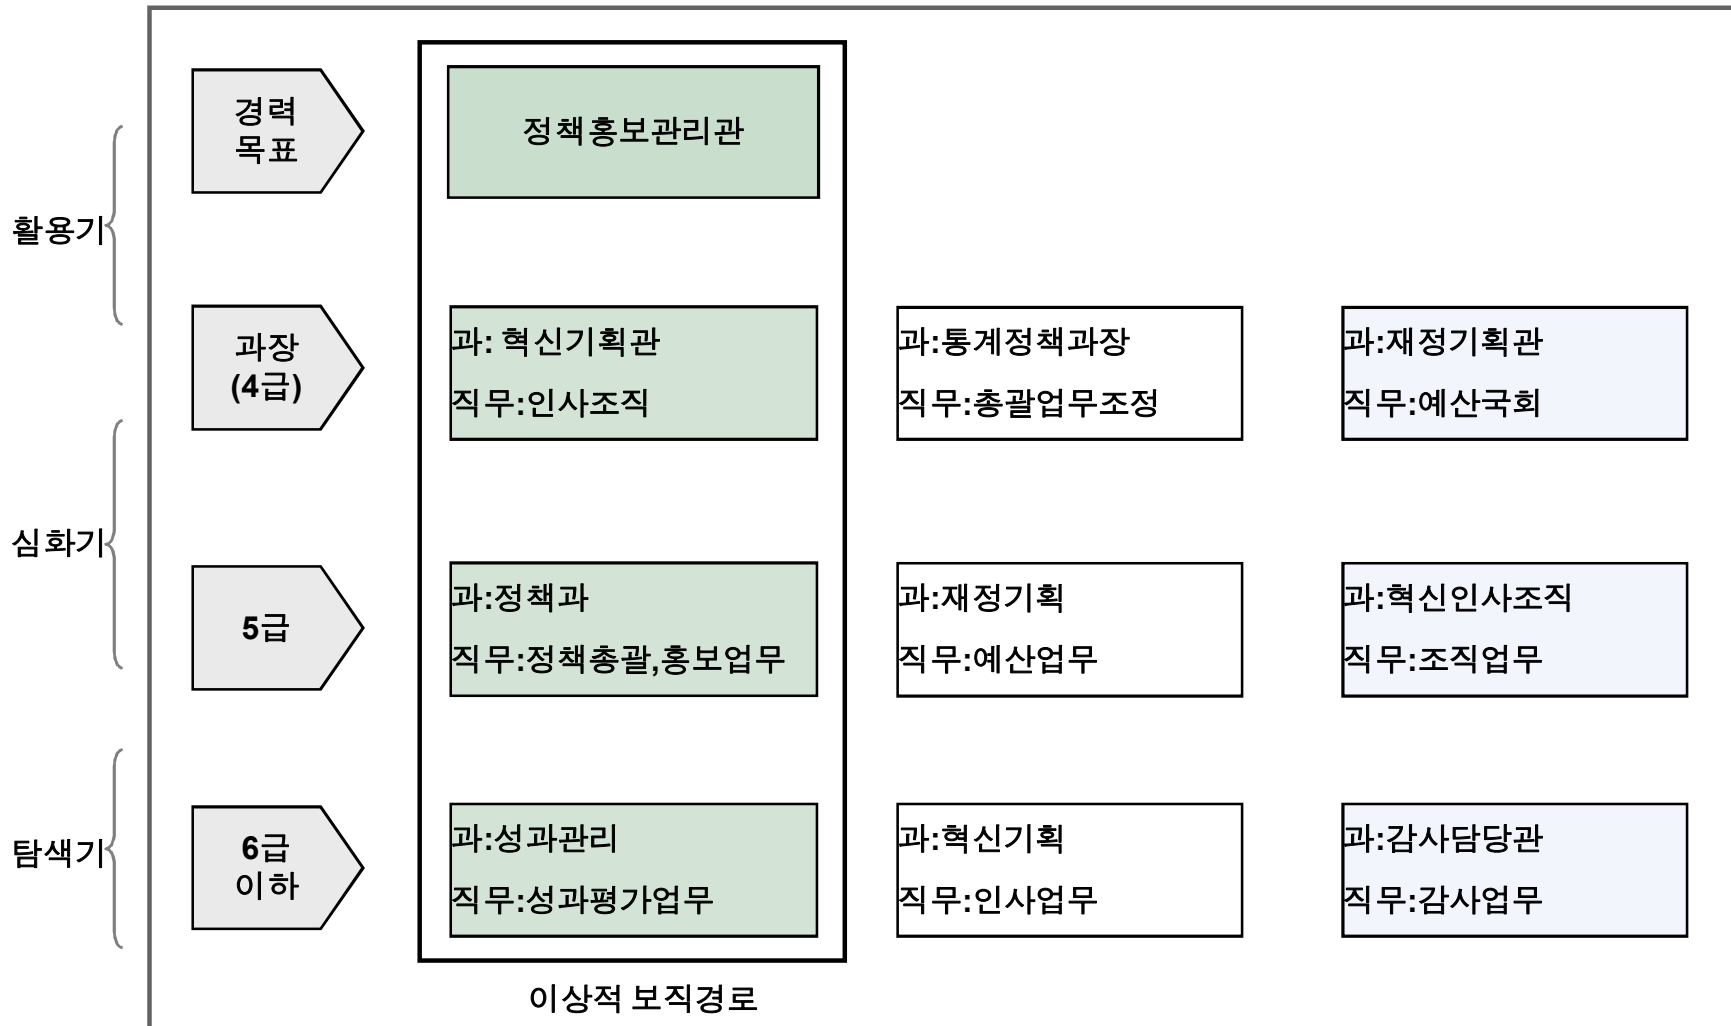 경력
목표
정책홍보관리관
활용기
과장
(4급)
과: 혁신기획관
직무:인사조직
과:통계정책과장
직무:총괄업무조정
과:재정기획관
직무:예산국회
심화기
5급
과:정책과
직무:정책총괄,홍보업무
과:재정기획
직무:예산업무
과:혁신인사조직
직무:조직업무
탐색기
6급
이하
과:성과관리
직무:성과평가업무
과:혁신기획
직무:인사업무
과:감사담당관
직무:감사업무
이상적 보직경로